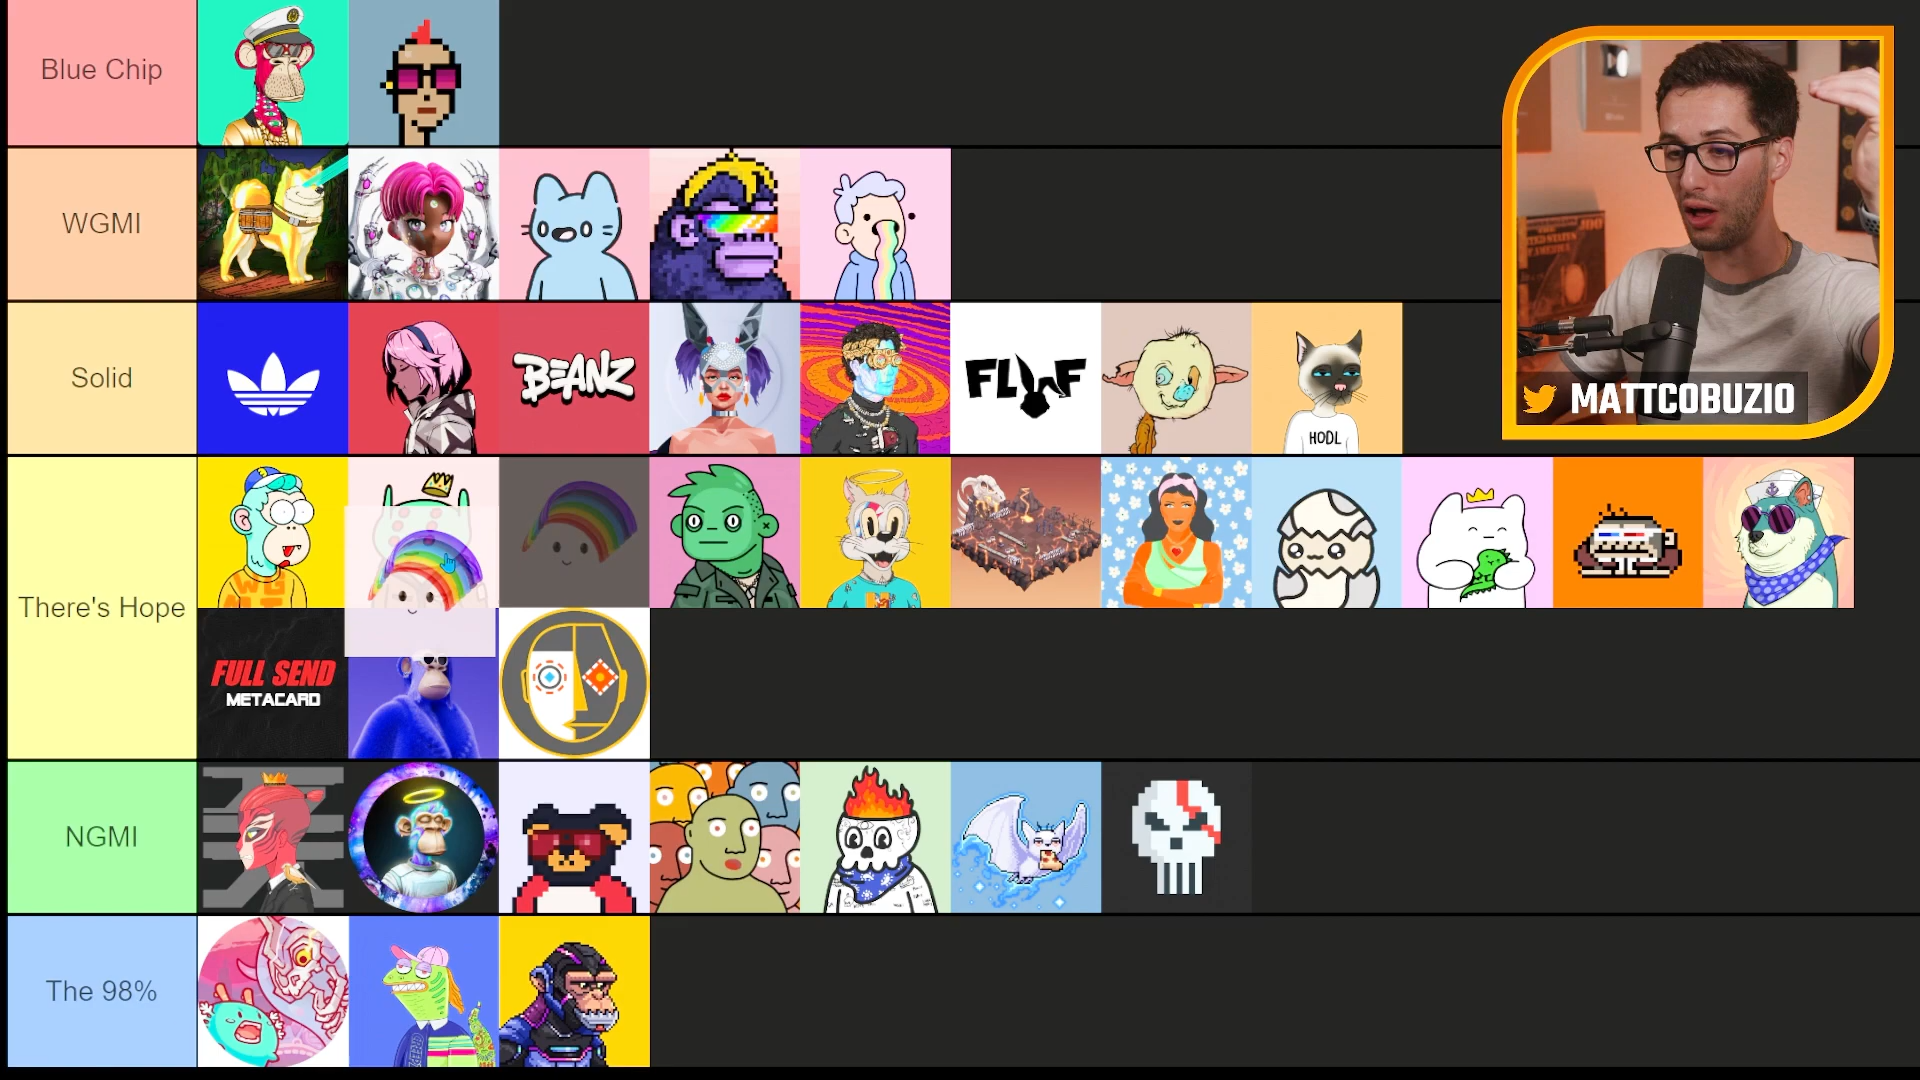 Blue Chip
WGMI
Solid
BEANZ
FLUF
HODL
MATTCOBUZIO
There's Hope
FULL SEND
METACARD
NGMI
The 98%